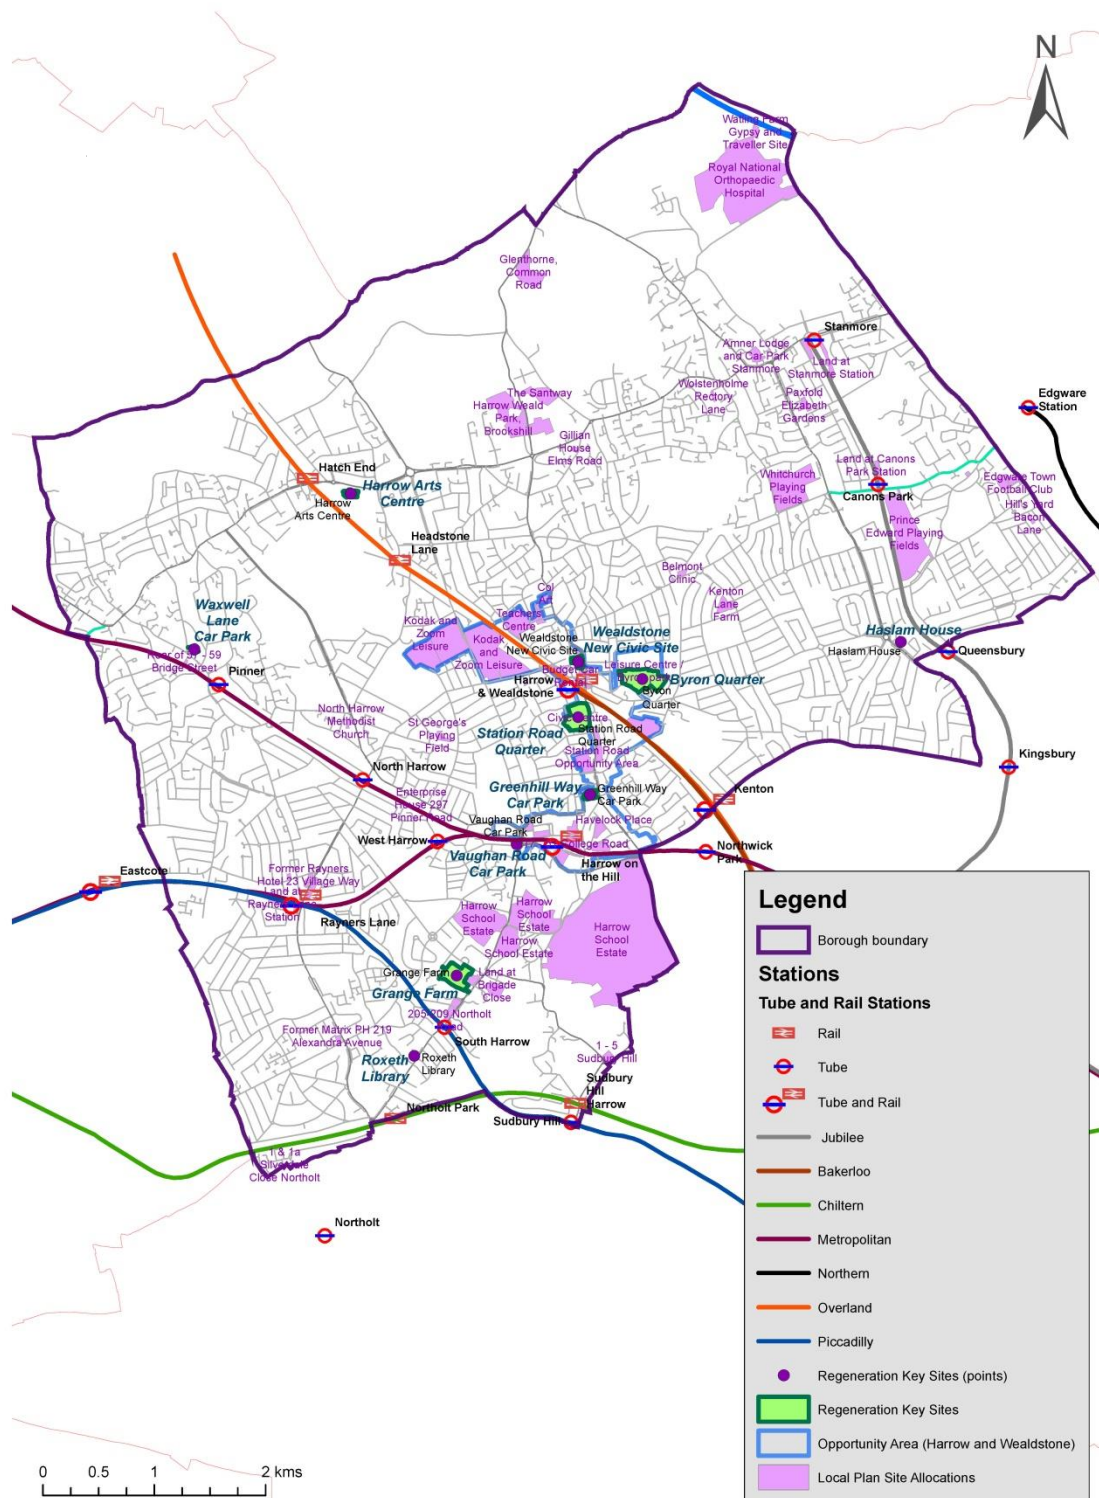 N
Watling Farm
Gypsy and
Traveller Site
Royal National
Orthopaedic
Hospital
Glenthorne,
Common
Road
Stanmore
Amner Lodge
and Car Park
Stanmore
Land at
Stanmore Station
Wolstenholme
Rectory
Lane
Paxfold
Elizabeth
Gardens
Edgware
Station
The Santway
Harrow Weald
Park,
Brookshill
Gillian
House
Elms Road
Hatch End
Harrow Arts
Centre
Harrow
Arts Centre
Whitchurch
Playing
Fields
Land at Canons
Park Station
Canons Park
Edgware Town
Football Club
Hill's Yard
Bacon
Lane
Prince
Edward Playing
Fields
Headstone
Lane
Belmont
Clinic
Kenton
Lane
Farm
Col
Art
Teachers
Centre
Kodak and
Zoom
Leisure
Kodak
and
Zoom Leisure
Wealdstone
New Civic Site
Wealdstone
New Civic Site
Waxwell
Lane
Car Park
Rear of 57 - 59
Bridge Street
Pinner
Haslam House
Haslam House
Queensbury
Leisure Centre /
Byron park
Byron Quarter
Byron
Quarter
Budget Car
Rental
Harrow
& Wealdstone
North Harrow
Methodist
Church
St George's
Playing
Field
Civic Centre
Station Road
Quarter
Station Road
Quarter
Station Road
Opportunity Area
Kingsbury
North Harrow
Greenhill Way
Car Park
Greenhill Way
Car Park
Kenton
Enterprise
House 297
Pinner Road
Vaughan Road
Car Park
Havelock Place
West Harrow
College Road
Vaughan Road
Car Park
Harrow on
the Hill
Northwick
Park
Eastcote
Former Rayners
Hotel 23 Village Way
Land at
Rayners Lane
Station
Rayners Lane
Harrow
School
Estate
Harrow
School
Estate
Harrow
School Estate
Harrow
School
Estate
Grange Farm
Grange Farm
Land at
Brigade
Close
205-209 Northolt
Road
South Harrow
Former Matrix PH 219
Alexandra Avenue
Roxeth
Library
Roxeth
Library
1 - 5
Sudbury Hill
Sudbury
Hill
Harrow
Northolt Park
Sudbury Hill
1 & 1a
Silverdale
Close Northolt
Northolt
Legend
Borough boundary
Stations
Tube and Rail Stations
Rail
Tube
Tube and Rail
Jubilee
Bakerloo
Chiltern
Metropolitan
Northern
Overland
Piccadilly
Regeneration Key Sites (points)
Regeneration Key Sites
Opportunity Area (Harrow and Wealdstone)
Local Plan Site Allocations
0 0.5 1 2 kms